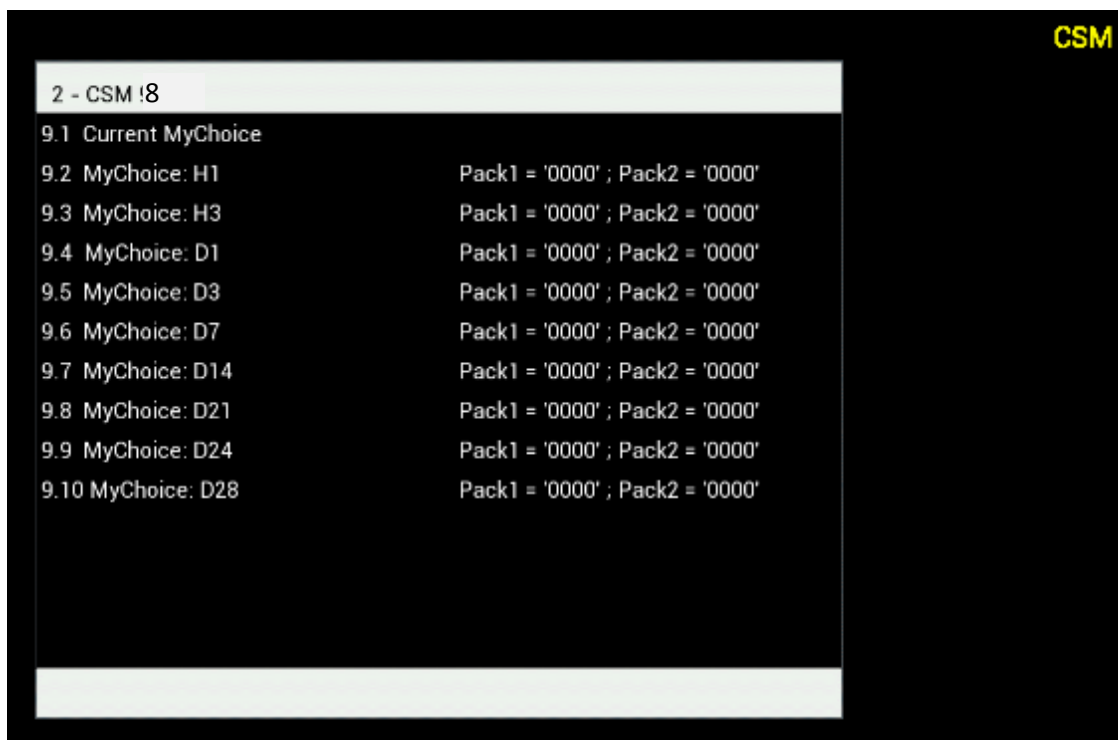 CSM
2 - CSM 8
9.1 Current MyChoice
9.2 MyChoice: H1 Pack1 = '0000' ; Pack2 = '0000'
9.3 MyChoice: H3 Pack1 = '0000' ; Pack2 = '0000'
9.4 MyChoice: D1 Pack1 = '0000' ; Pack2 = '0000'
9.5 MyChoice: D3 Pack1 = '0000' ; Pack2 = '0000'
9.6 MyChoice: D7 Pack1 = '0000' ; Pack2 = '0000'
9.7 MyChoice: D14 Pack1 = '0000' ; Pack2 = '0000'
9.8 MyChoice: D21 Pack1 = '0000' ; Pack2 = '0000'
9.9 MyChoice: D24 Pack1 = '0000' ; Pack2 = '0000'
9.10 MyChoice: D28 Pack1 = '0000' ; Pack2 = '0000'